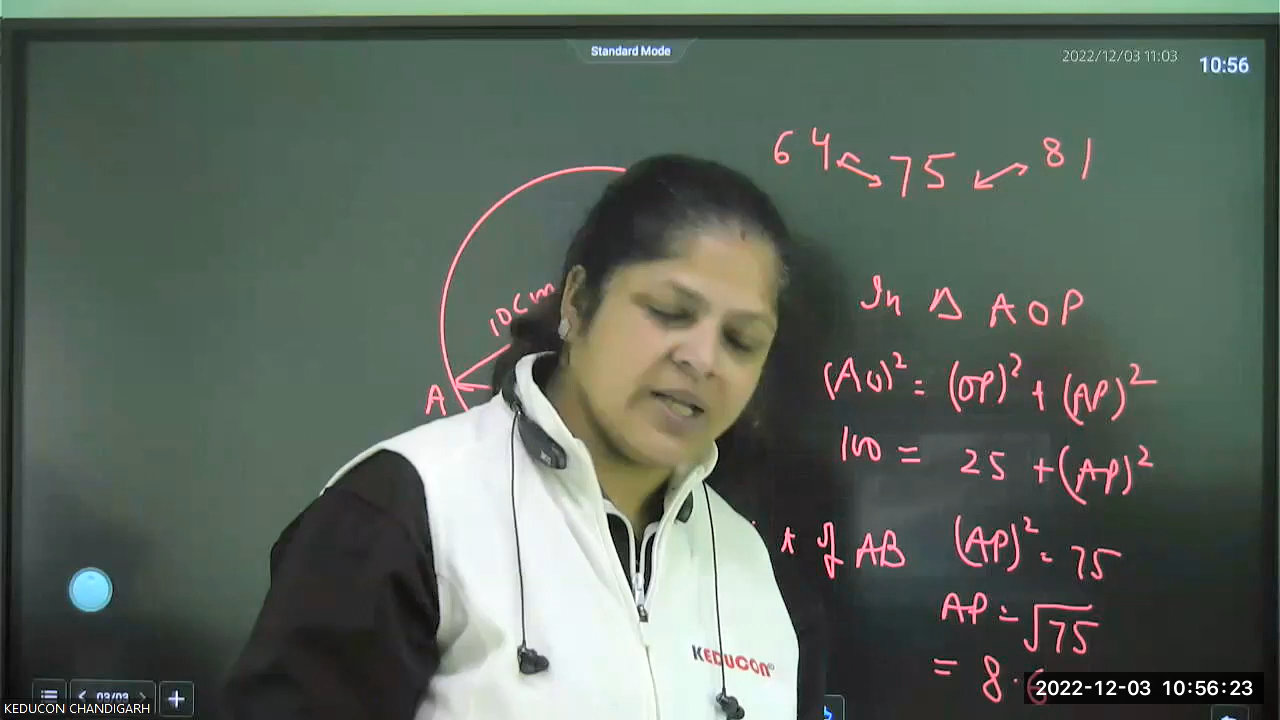 Standard Mode
2022/12/03 11:03
10:56
64 75 81
10cm
A
In Δ AOP
(AO)² = (OP)² + (AP)²
100 = 25 + (AP)²
of AB (AP)² = 75
AP = √75
= 8.6
KEDUCON
03/03
KEDUCON CHANDIGARH
2022-12-03 10:56:23